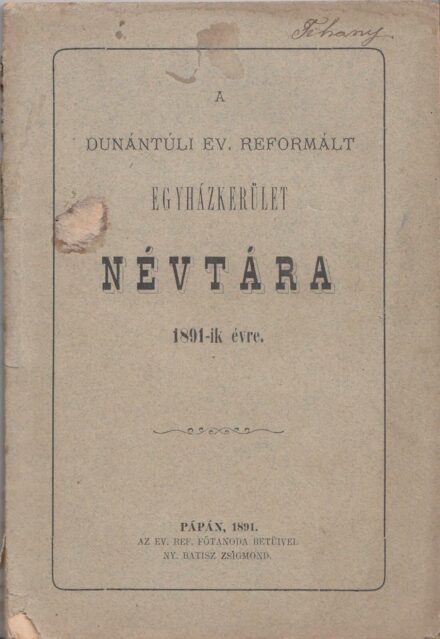 Tihany
A
DUNÁNTÚLI EV. REFORMÁLT
EGYHÁZKERÜLET
NÉVTÁRA
1891-ik évre.
PÁPÁN, 1891.
AZ EV. REF. FŐTANODA BETŰIVEL
NY. BATISZ ZSIGMOND.